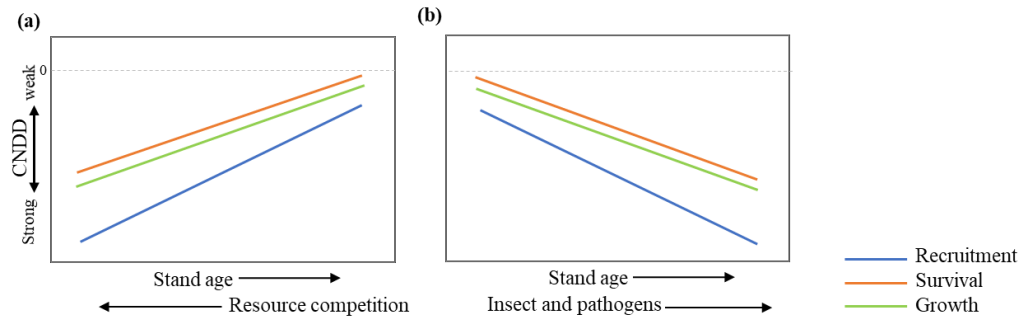 (a)
(b)
0
weak
CNDD
Strong
Stand age
Resource competition
Stand age
Insect and pathogens
Recruitment
Survival
Growth